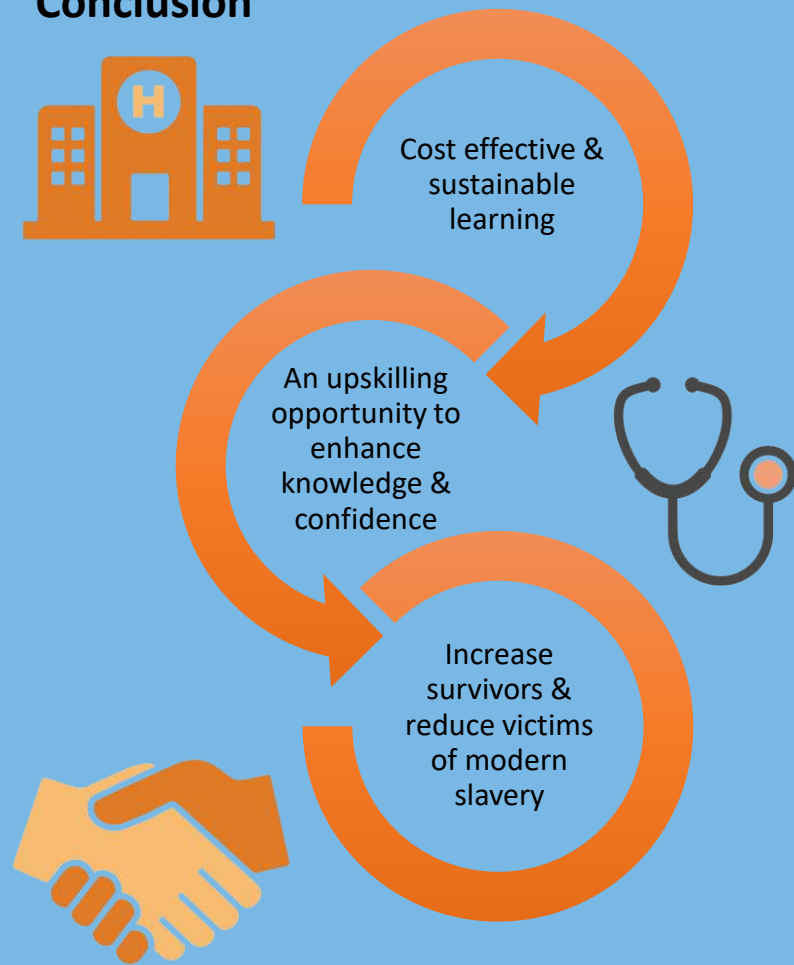 Conclusion
H
Cost effective &
sustainable
learning
An upskilling
opportunity to
enhance
knowledge &
confidence
Increase
survivors &
reduce victims
of modern
slavery